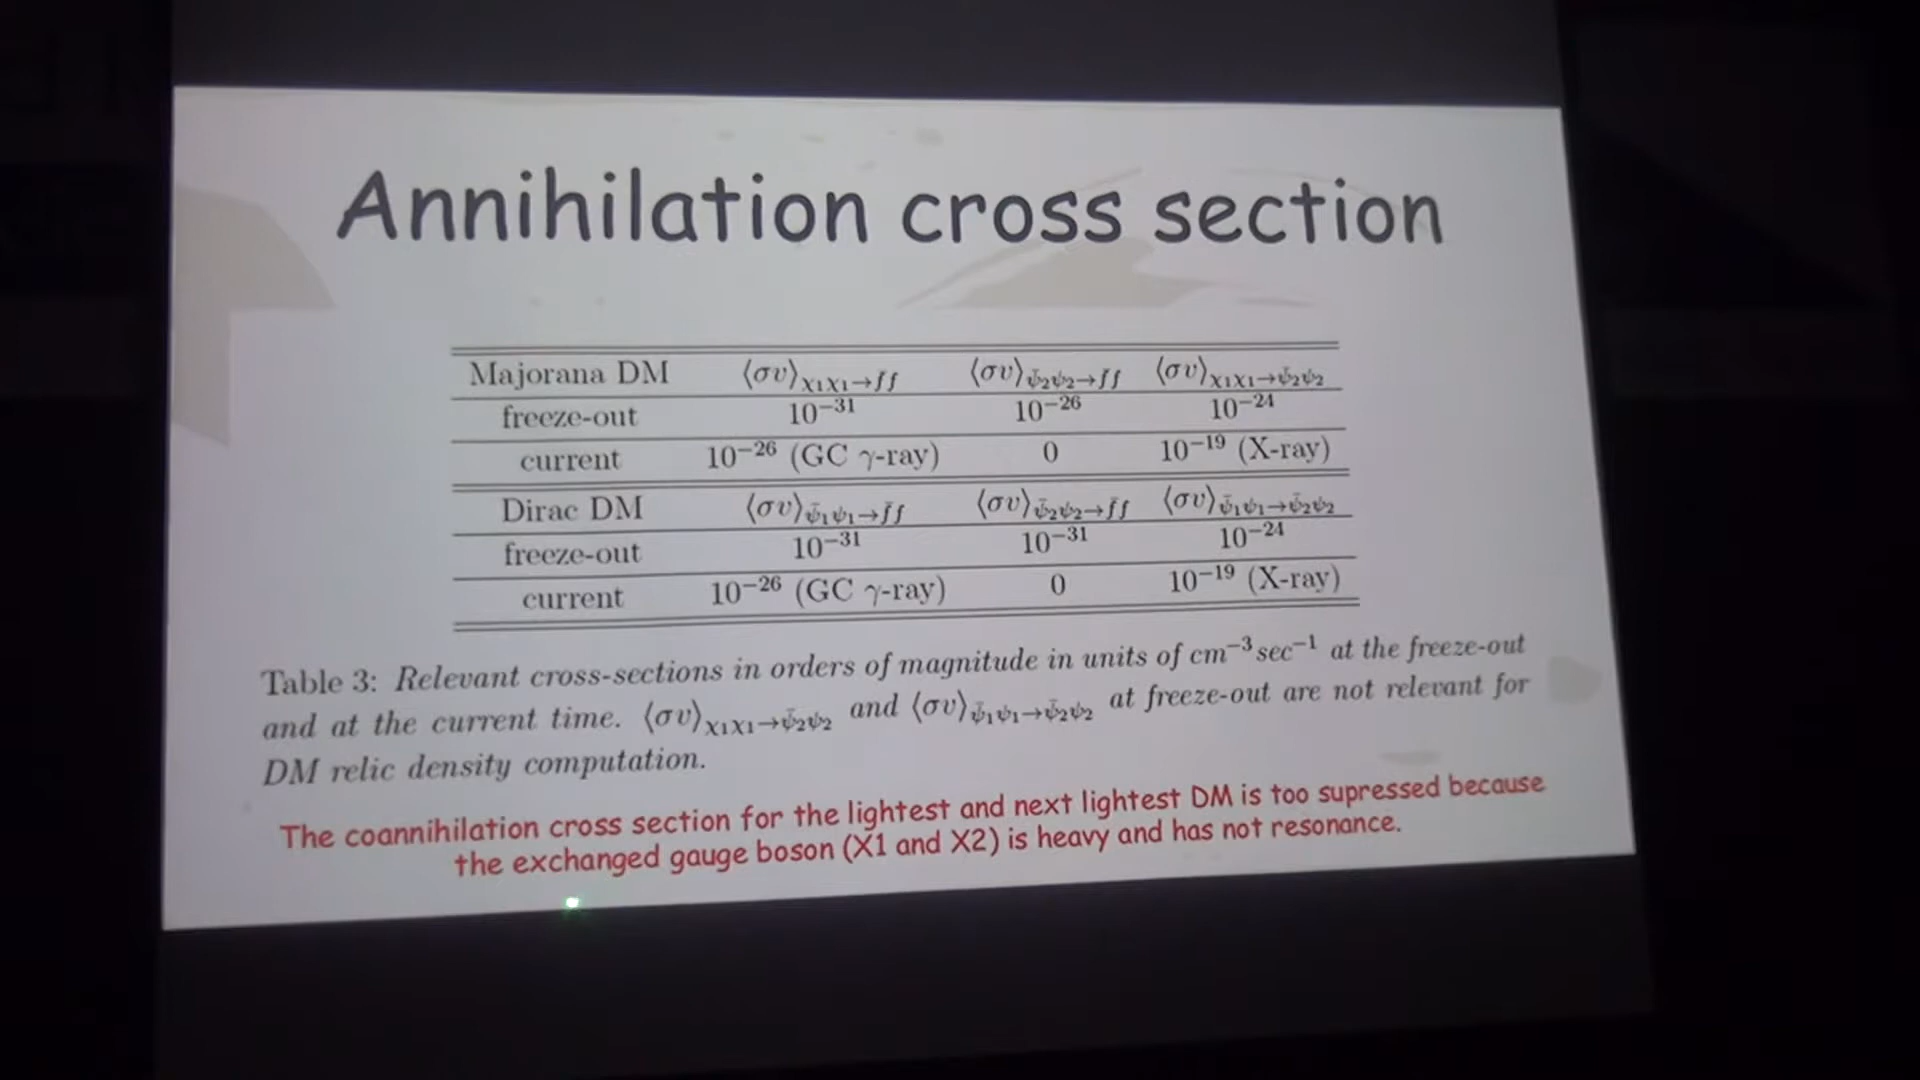 Annihilation cross section
Majorana DM ⟨σv⟩χ₁χ₁→f̄f ⟨σv⟩ψ̄₂ψ₂→f̄f ⟨σv⟩χ₁χ₁→ψ̄₂ψ₂
freeze-out 10⁻³¹ 10⁻²⁶ 10⁻²⁴
current 10⁻²⁶ (GC γ-ray) 0 10⁻¹⁹ (X-ray)
Dirac DM ⟨σv⟩ψ̄₁ψ₁→f̄f ⟨σv⟩ψ̄₂ψ₂→f̄f ⟨σv⟩ψ̄₁ψ₁→ψ̄₂ψ₂
freeze-out 10⁻³¹ 10⁻³¹ 10⁻²⁴
current 10⁻²⁶ (GC γ-ray) 0 10⁻¹⁹ (X-ray)
Table 3: Relevant cross-sections in orders of magnitude in units of cm⁻³sec⁻¹ at the freeze-out
and at the current time. ⟨σv⟩χ₁χ₁→ψ̄₂ψ₂ and ⟨σv⟩ψ̄₁ψ₁→ψ̄₂ψ₂ at freeze-out are not relevant for
DM relic density computation.
The coannihilation cross section for the lightest and next lightest DM is too supressed because
the exchanged gauge boson (X1 and X2) is heavy and has not resonance.